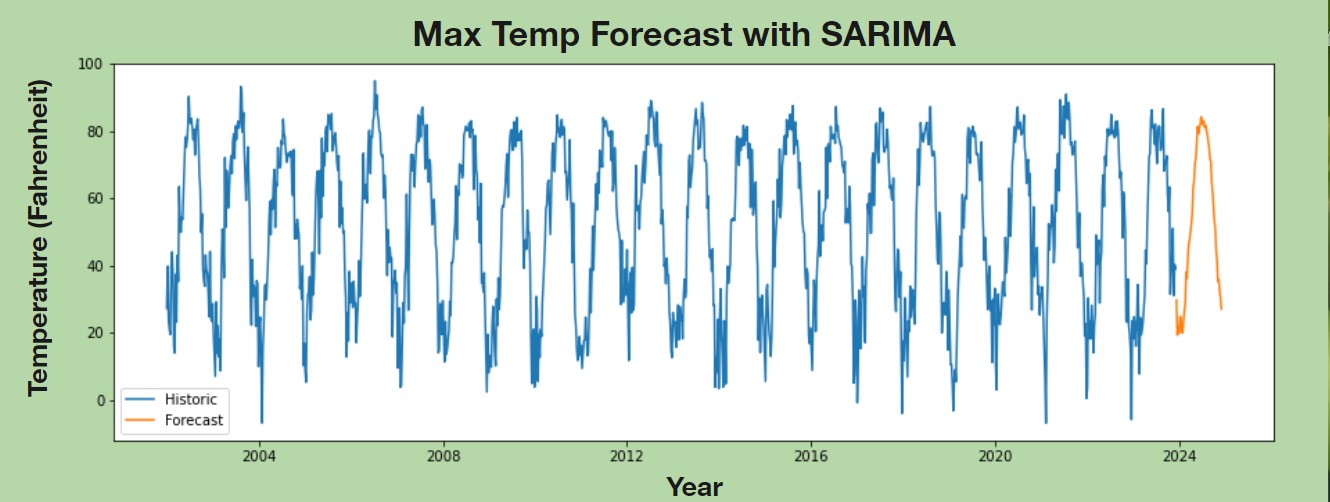 Max Temp Forecast with SARIMA
Temperature (Fahrenheit)
100
80
60
40
20
0
Historic
Forecast
2004 2008 2012 2016 2020 2024
Year